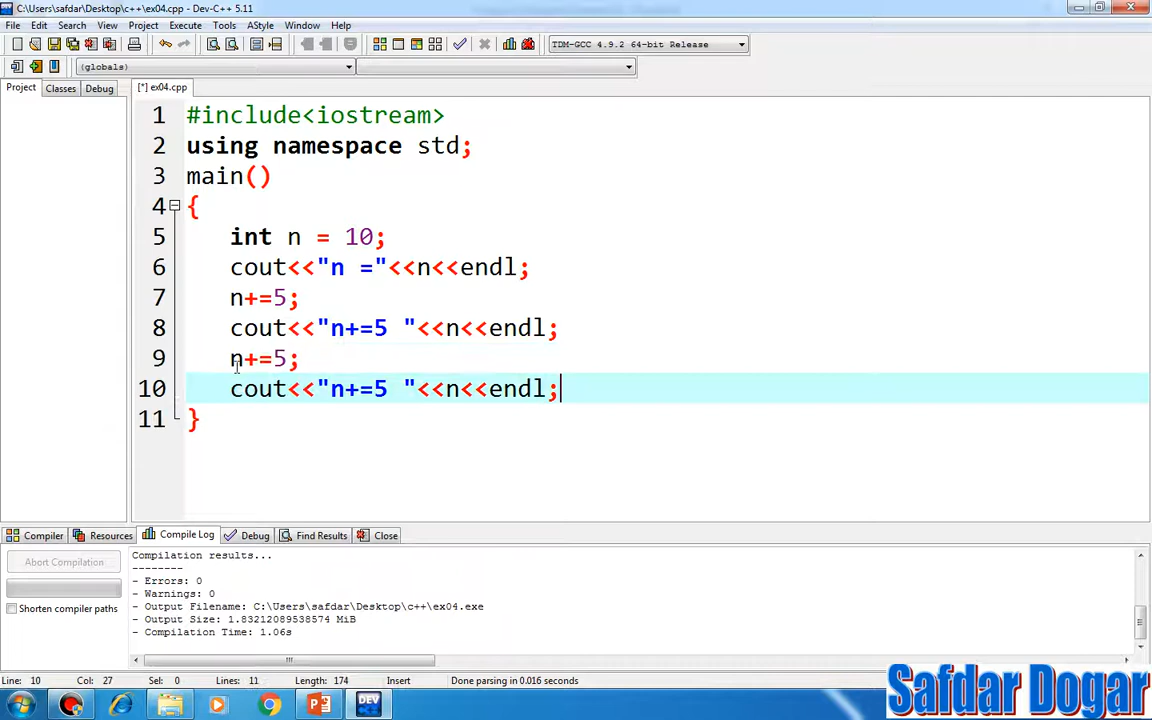 C:\Users\safdar\Desktop\c++\ex04.cpp - Dev-C++ 5.11
File Edit Search View Project Execute Tools AStyle Window Help
TDM-GCC 4.9.2 64-bit Release
(globals)
Project Classes Debug
[*] ex04.cpp
1 #include<iostream>
2 using namespace std;
3 main()
4 {
5 int n = 10;
6 cout<<"n ="<<n<<endl;
7 n+=5;
8 cout<<"n+=5 "<<n<<endl;
9 n+=5;
10 cout<<"n+=5 "<<n<<endl;
11 }
Compiler Resources Compile Log Debug Find Results Close
Abort Compilation
Shorten compiler paths
Compilation results...
--------
- Errors: 0
- Warnings: 0
- Output Filename: C:\Users\safdar\Desktop\c++\ex04.exe
- Output Size: 1.83212089538574 MiB
- Compilation Time: 1.06s
Line: 10 Col: 27 Sel: 0 Lines: 11 Length: 174 Insert Done parsing in 0.016 seconds
DEV
Safdar Dogar